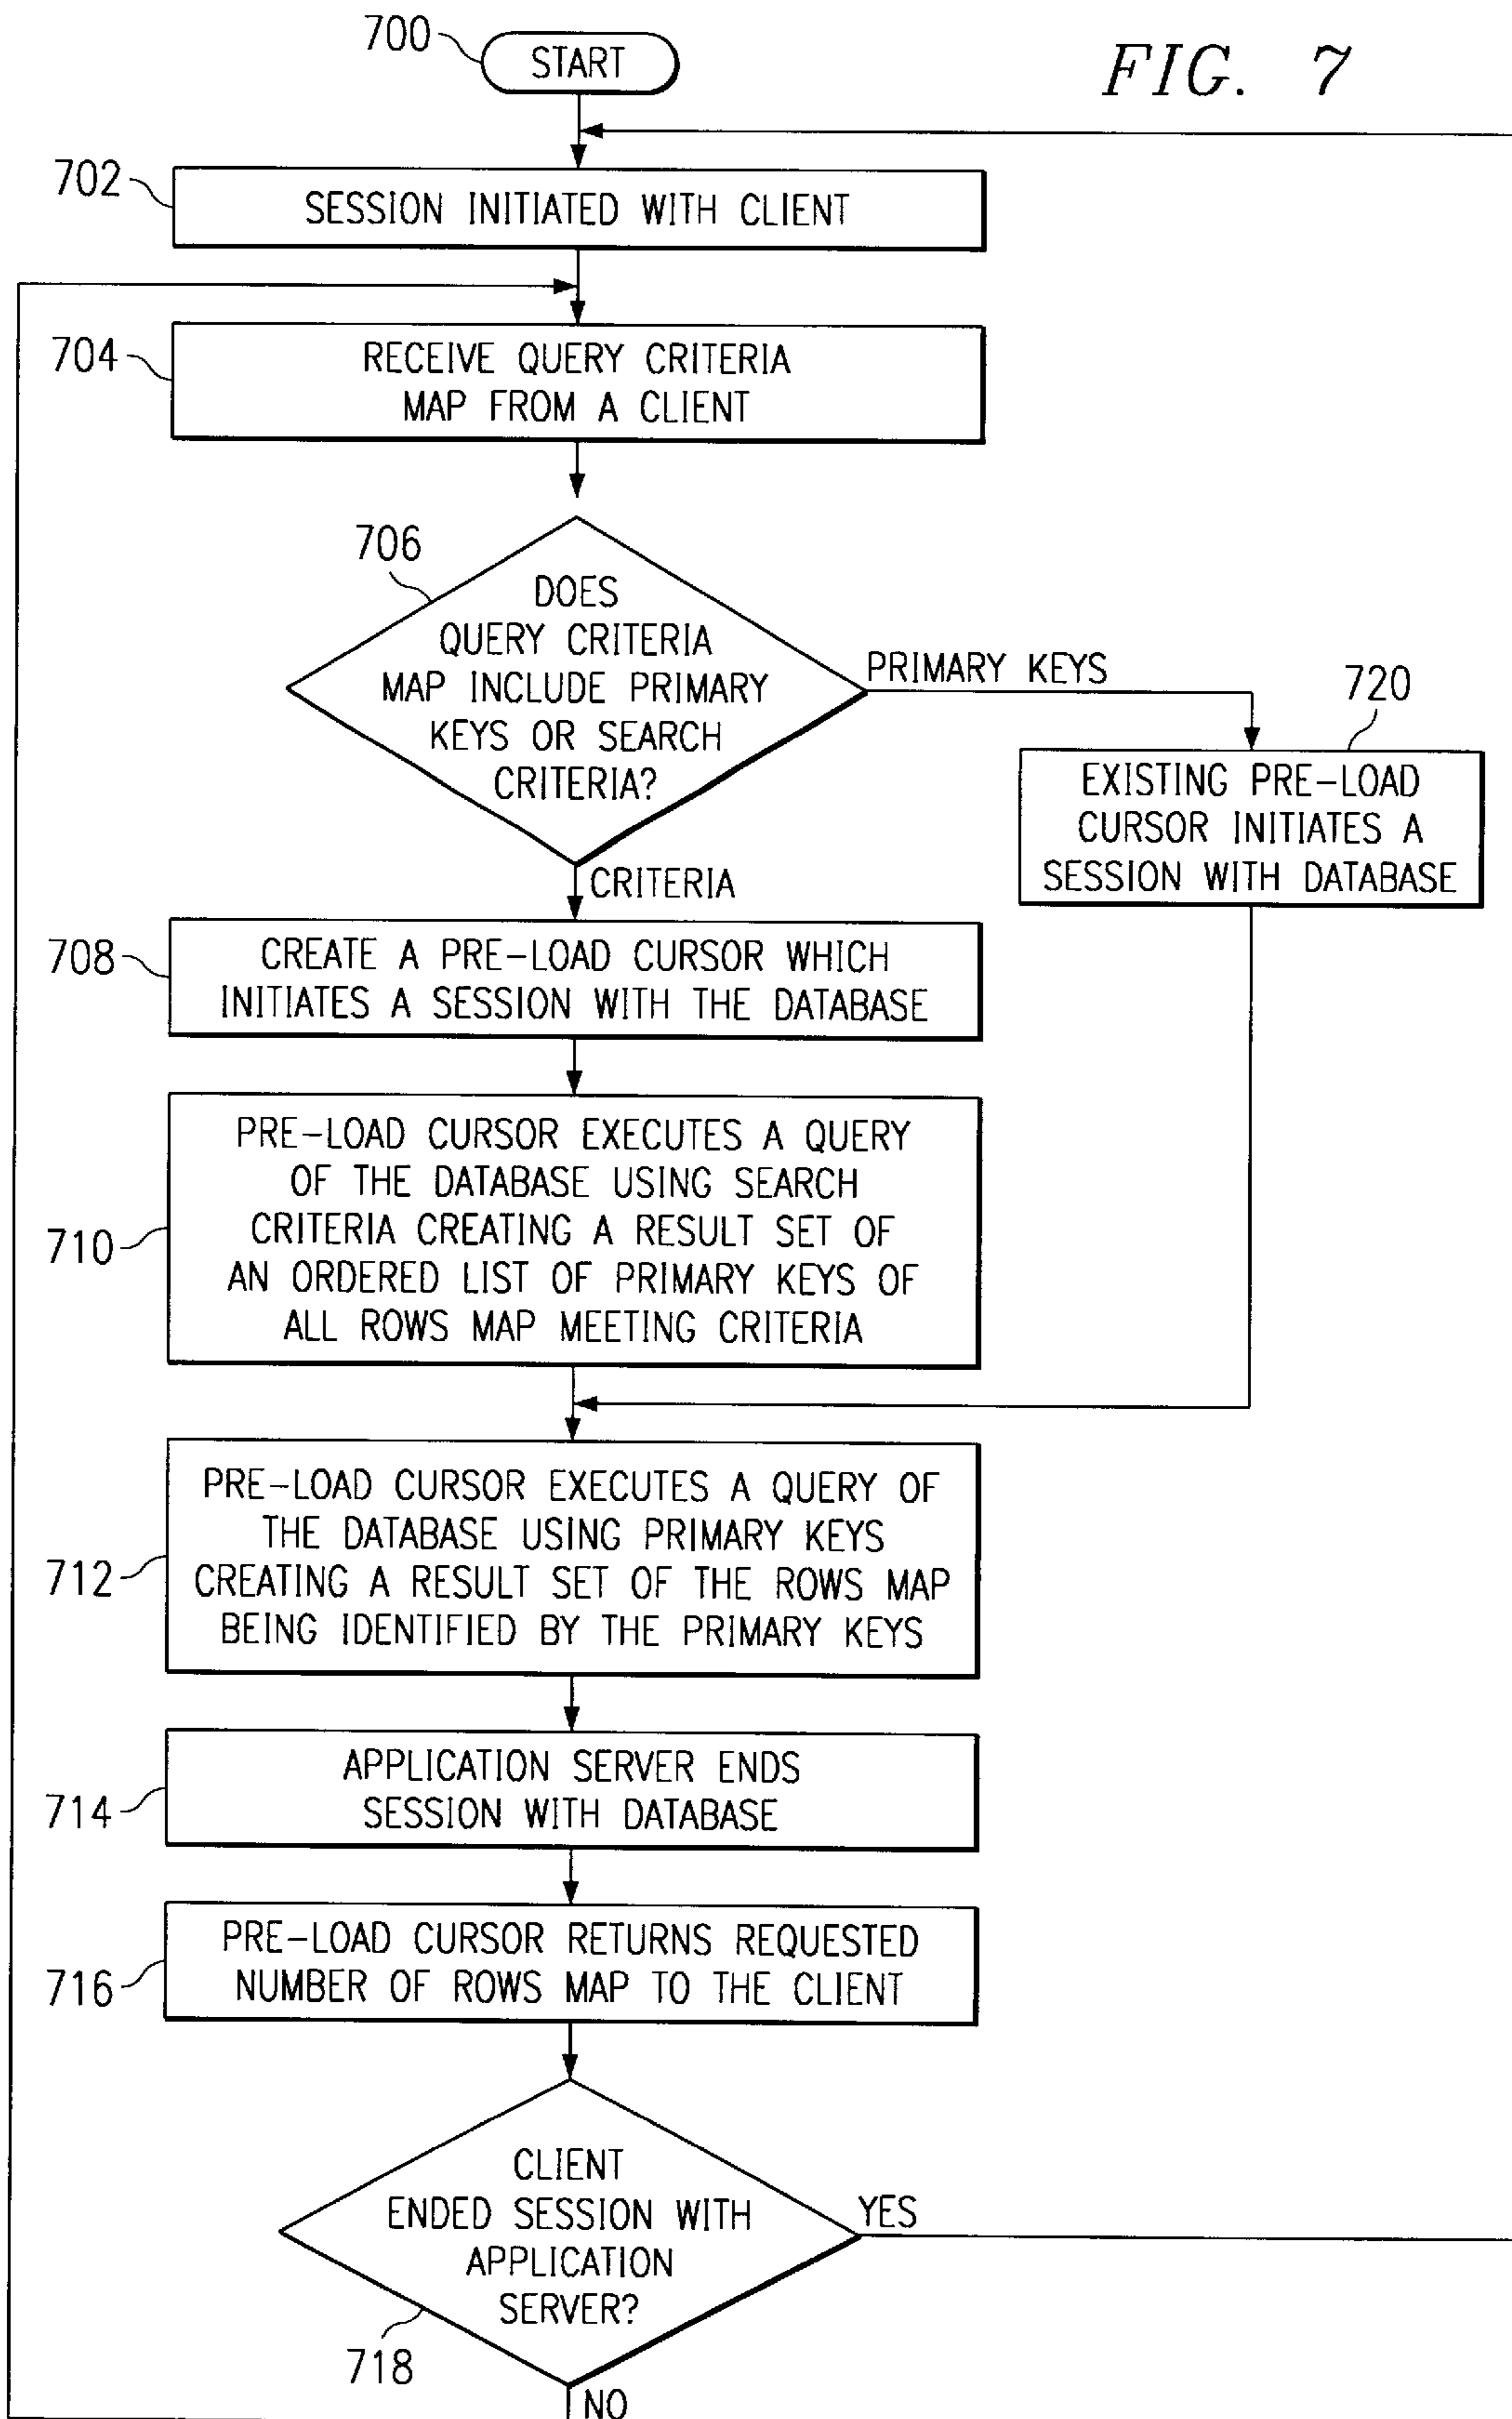 700
START
FIG. 7
702
SESSION INITIATED WITH CLIENT
704
RECEIVE QUERY CRITERIA
MAP FROM A CLIENT
706
DOES
QUERY CRITERIA
MAP INCLUDE PRIMARY
KEYS OR SEARCH
CRITERIA?
PRIMARY KEYS
720
EXISTING PRE-LOAD
CURSOR INITIATES A
SESSION WITH DATABASE
CRITERIA
708
CREATE A PRE-LOAD CURSOR WHICH
INITIATES A SESSION WITH THE DATABASE
710
PRE-LOAD CURSOR EXECUTES A QUERY
OF THE DATABASE USING SEARCH
CRITERIA CREATING A RESULT SET OF
AN ORDERED LIST OF PRIMARY KEYS OF
ALL ROWS MAP MEETING CRITERIA
712
PRE-LOAD CURSOR EXECUTES A QUERY OF
THE DATABASE USING PRIMARY KEYS
CREATING A RESULT SET OF THE ROWS MAP
BEING IDENTIFIED BY THE PRIMARY KEYS
714
APPLICATION SERVER ENDS
SESSION WITH DATABASE
716
PRE-LOAD CURSOR RETURNS REQUESTED
NUMBER OF ROWS MAP TO THE CLIENT
CLIENT
ENDED SESSION WITH
APPLICATION
SERVER?
YES
718
NO